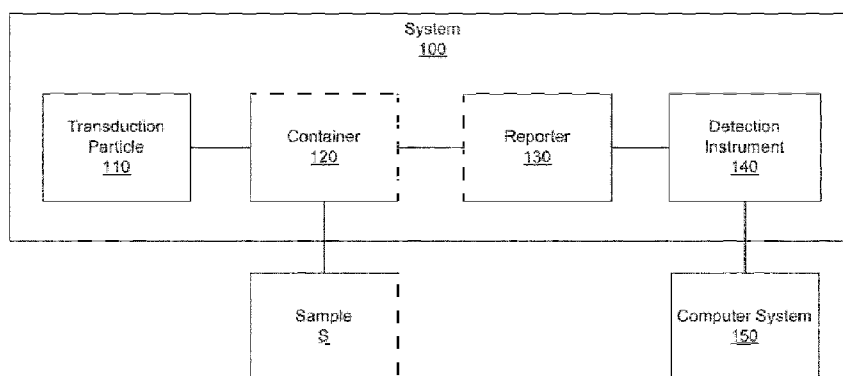 System
100
Transduction
Particle
110
Container
120
Reporter
130
Detection
Instrument
140
Sample
S
Computer System
150